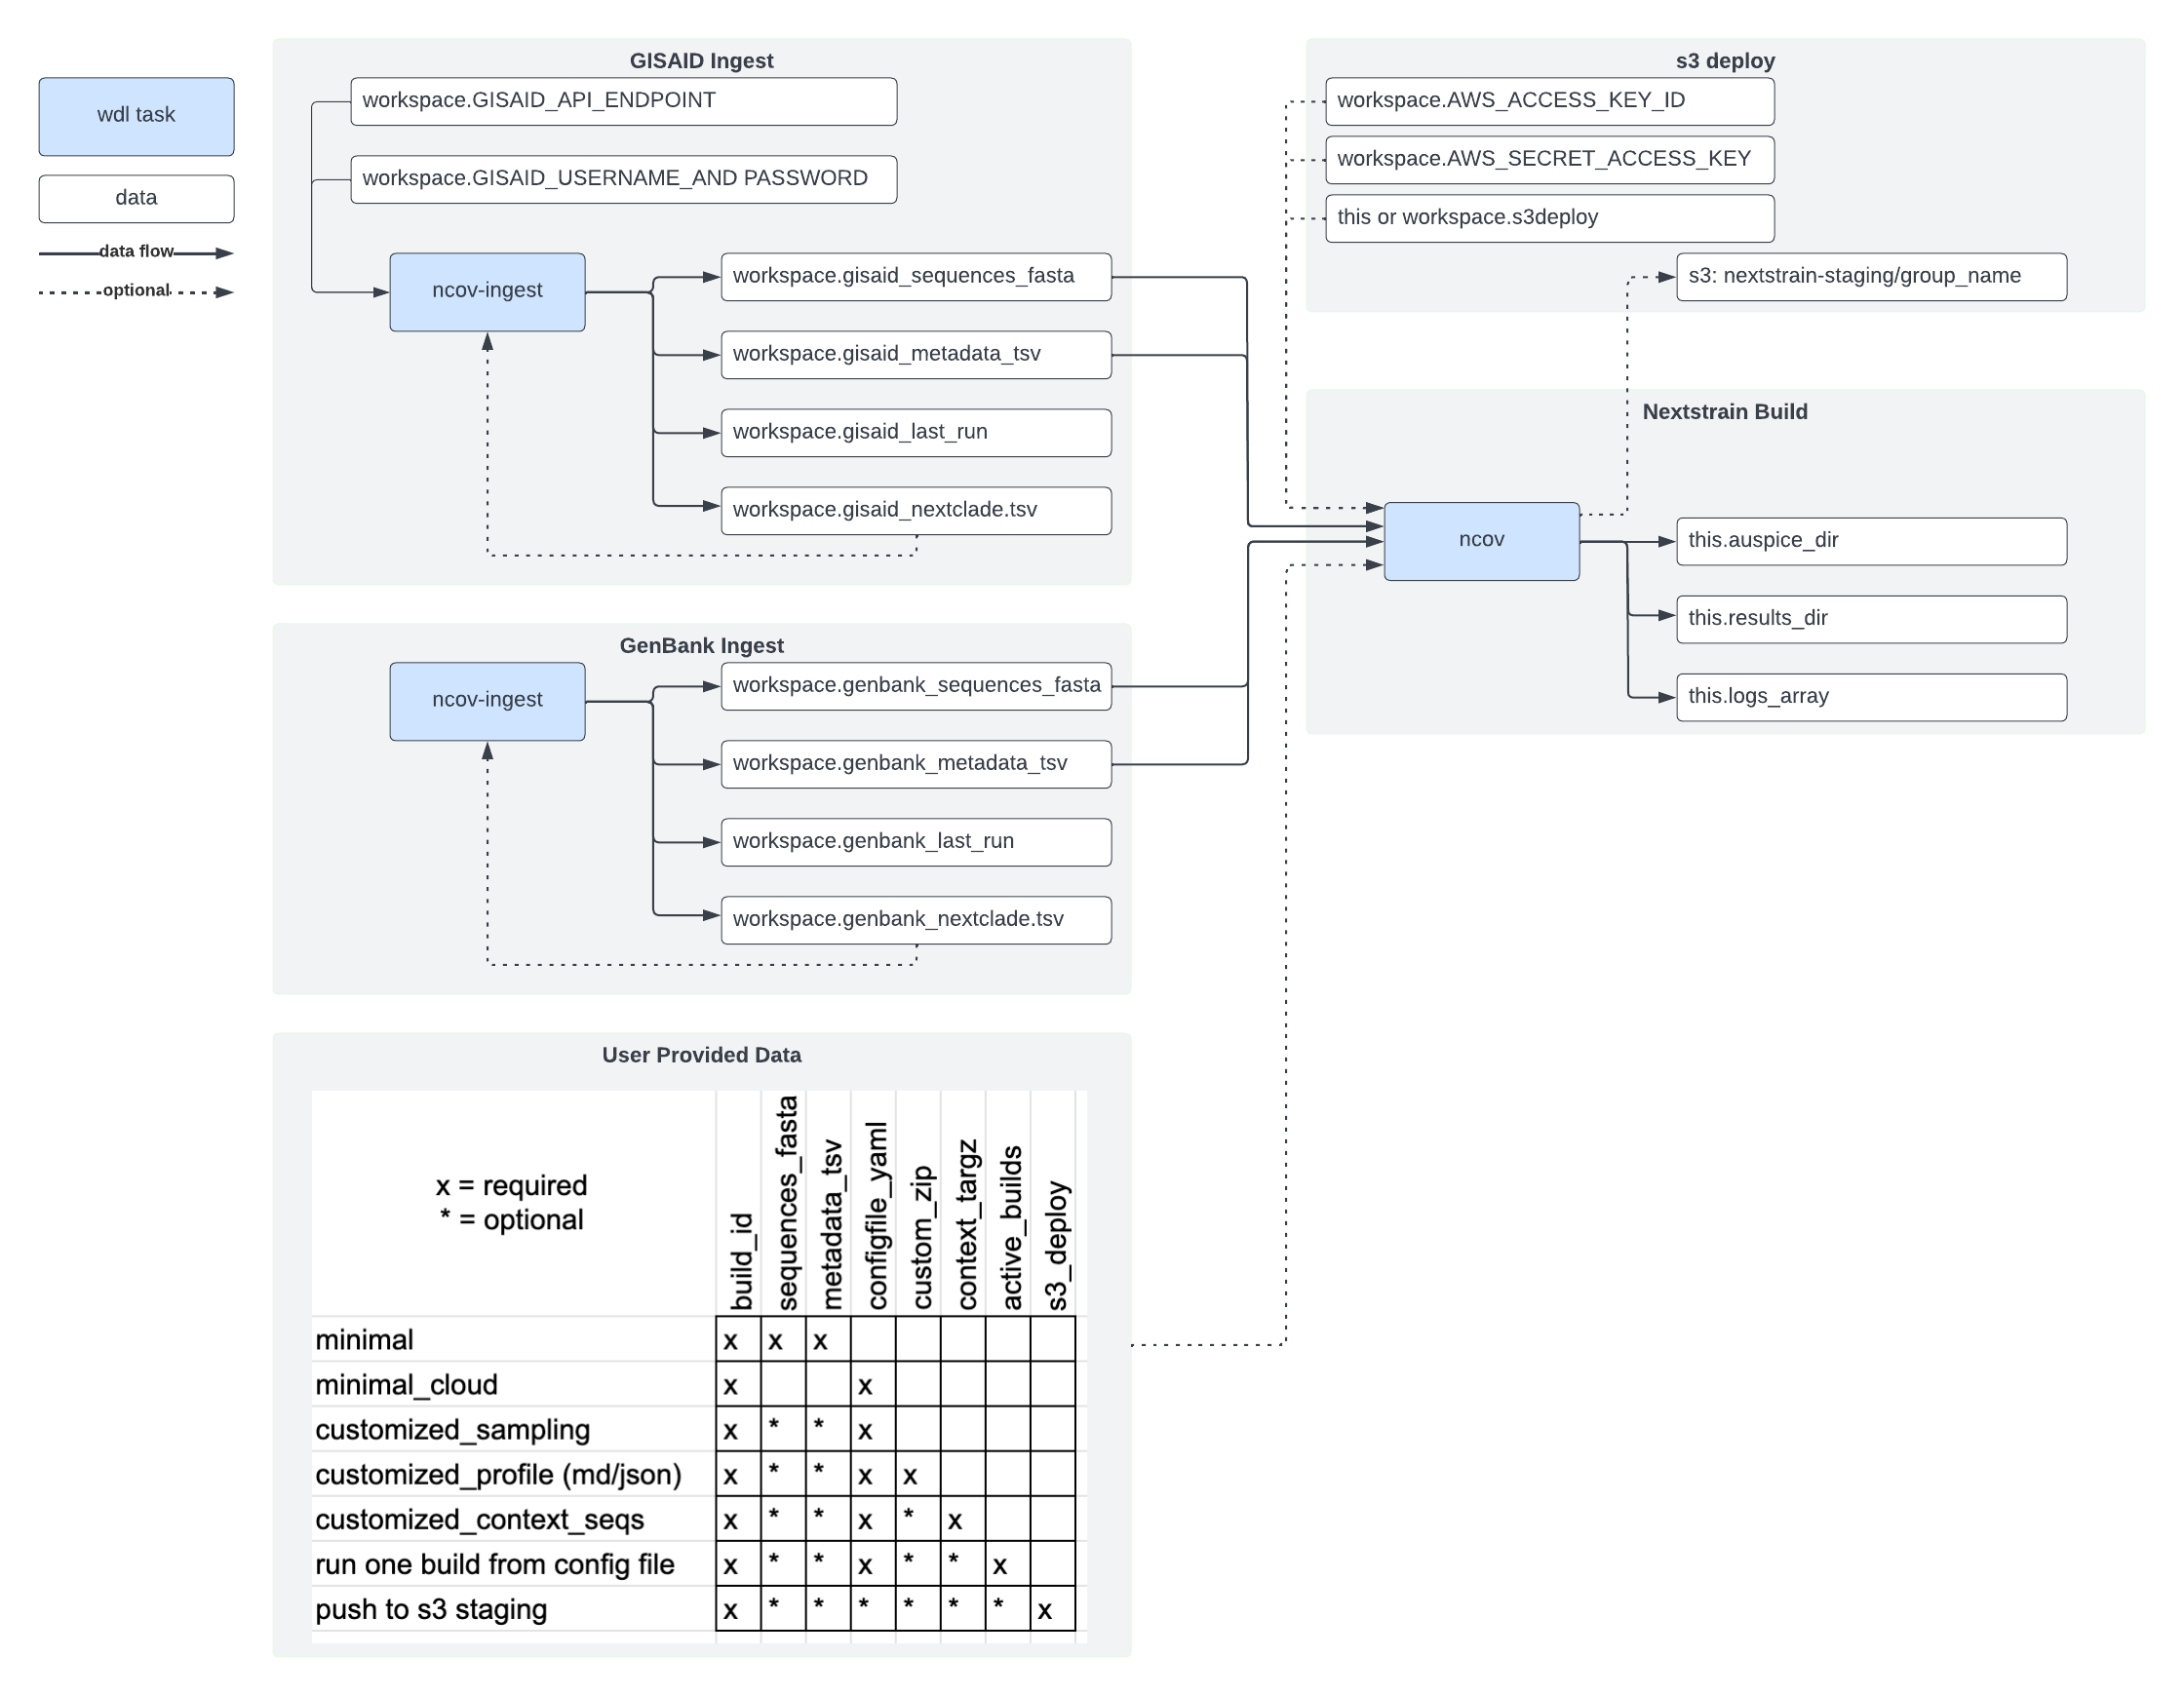 wdl task
data
data flow
optional
GISAID Ingest
workspace.GISAID_API_ENDPOINT
workspace.GISAID_USERNAME_AND PASSWORD
ncov-ingest
workspace.gisaid_sequences_fasta
workspace.gisaid_metadata_tsv
workspace.gisaid_last_run
workspace.gisaid_nextclade.tsv
GenBank Ingest
ncov-ingest
workspace.genbank_sequences_fasta
workspace.genbank_metadata_tsv
workspace.genbank_last_run
workspace.genbank_nextclade.tsv
s3 deploy
workspace.AWS_ACCESS_KEY_ID
workspace.AWS_SECRET_ACCESS_KEY
this or workspace.s3deploy
s3: nextstrain-staging/group_name
Nextstrain Build
ncov
this.auspice_dir
this.results_dir
this.logs_array
User Provided Data
x = required
* = optional
build_id
sequences_fasta
metadata_tsv
configfile_yaml
custom_zip
context_targz
active_builds
s3_deploy
minimal x x x
minimal_cloud x x
customized_sampling x * * x
customized_profile (md/json) x * * x x
customized_context_seqs x * * x * x
run one build from config file x * * x * * x
push to s3 staging x * * * * * * x